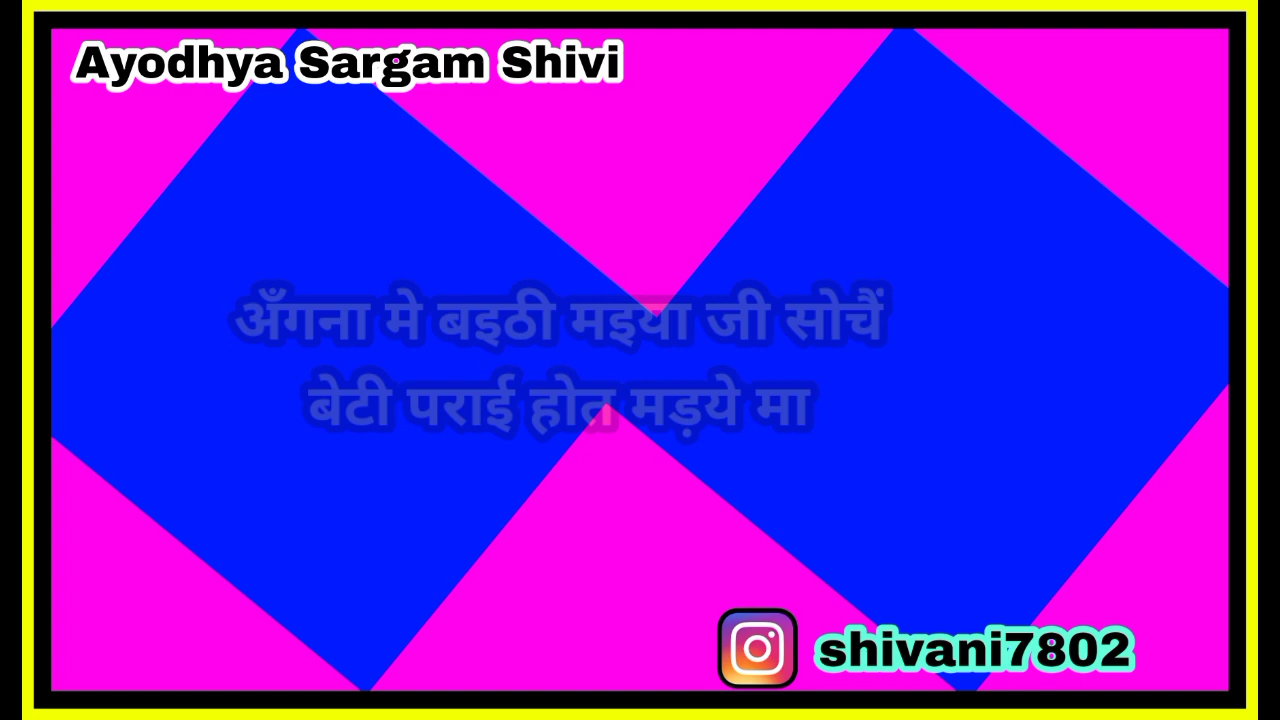 Ayodhya Sargam Shivi
अँगना मे बइठी मइया जी सोचैं
बेटी पराई होत मड़ये मा
shivani7802